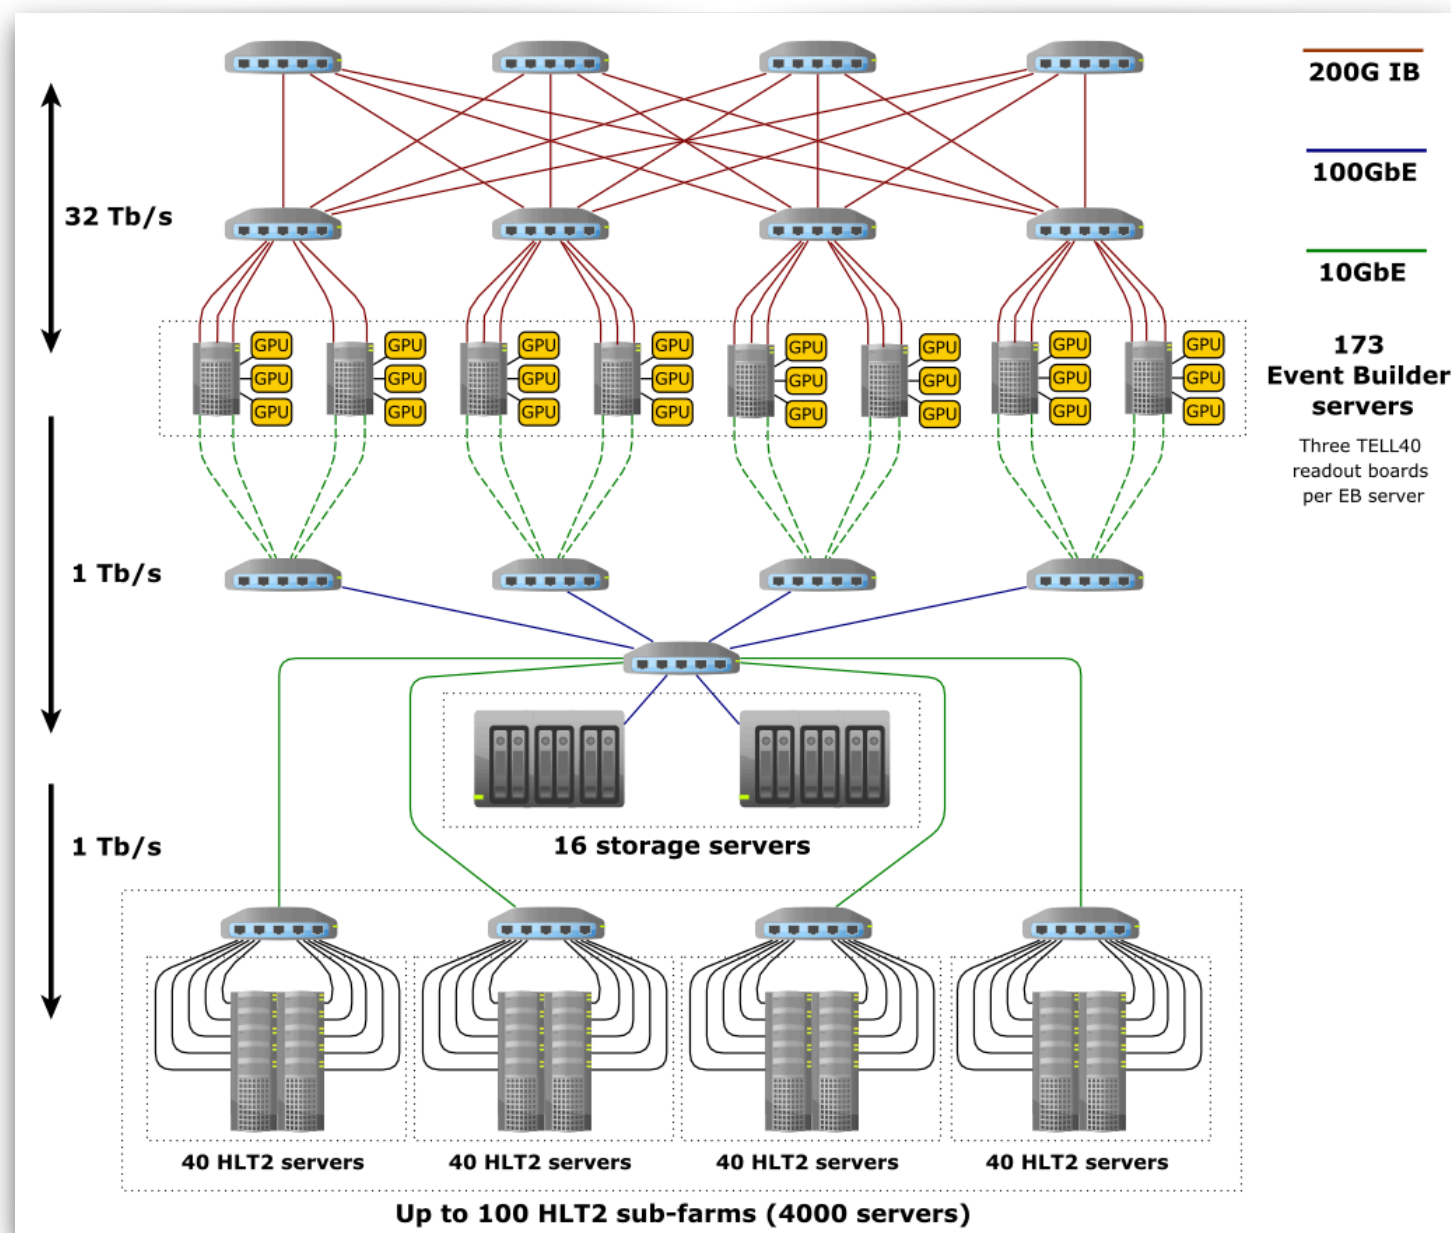 200G IB
100GbE
32 Tb/s
10GbE
GPU GPU GPU GPU GPU GPU GPU GPU
GPU GPU GPU GPU GPU GPU GPU GPU
GPU GPU GPU GPU GPU GPU GPU GPU
173
Event Builder
servers
Three TELL40
readout boards
per EB server
1 Tb/s
1 Tb/s
16 storage servers
40 HLT2 servers
40 HLT2 servers
40 HLT2 servers
40 HLT2 servers
Up to 100 HLT2 sub-farms (4000 servers)